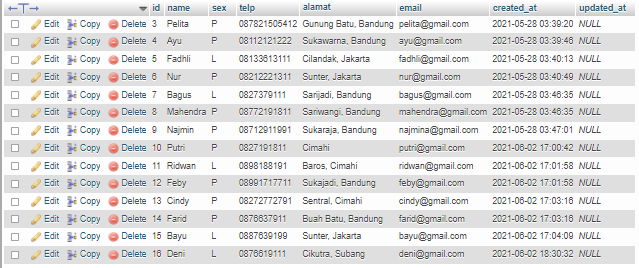 id name sex telp alamat email created_at updated_at
Edit Copy Delete 3 Pelita P 087821505412 Gunung Batu, Bandung pelita@gmail.com 2021-05-28 03:39:20 NULL
Edit Copy Delete 4 Ayu P 08112121222 Sukawarna, Bandung ayu@gmail.com 2021-05-28 03:39:46 NULL
Edit Copy Delete 5 Fadhli L 08133613111 Cilandak, Jakarta fadhli@gmail.com 2021-05-28 03:40:13 NULL
Edit Copy Delete 6 Nur P 08212221311 Sunter, Jakarta nur@gmail.com 2021-05-28 03:40:49 NULL
Edit Copy Delete 7 Bagus L 0827379111 Sarijadi, Bandung bagus@gmail.com 2021-05-28 03:46:35 NULL
Edit Copy Delete 8 Mahendra P 08772191811 Sariwangi, Bandung mahendra@gmail.com 2021-05-28 03:46:35 NULL
Edit Copy Delete 9 Najmin P 08712911991 Sukaraja, Bandung najmina@gmail.com 2021-05-28 03:47:01 NULL
Edit Copy Delete 10 Putri P 0827191811 Cimahi putri@gmail.com 2021-06-02 17:00:42 NULL
Edit Copy Delete 11 Ridwan L 0898188191 Baros, Cimahi ridwan@gmail.com 2021-06-02 17:01:58 NULL
Edit Copy Delete 12 Feby P 08991717711 Sukajadi, Bandung feby@gmail.com 2021-06-02 17:01:58 NULL
Edit Copy Delete 13 Cindy P 08272772791 Sentral, Cimahi cindy@gmail.com 2021-06-02 17:03:16 NULL
Edit Copy Delete 14 Farid P 0876637911 Buah Batu, Bandung farid@gmail.com 2021-06-02 17:03:16 NULL
Edit Copy Delete 15 Bayu L 0887639199 Sunter, Jakarta bayu@gmail.com 2021-06-02 17:04:09 NULL
Edit Copy Delete 16 Deni L 0876619111 Cikutra, Subang deni@gmail.com 2021-06-02 18:30:32 NULL